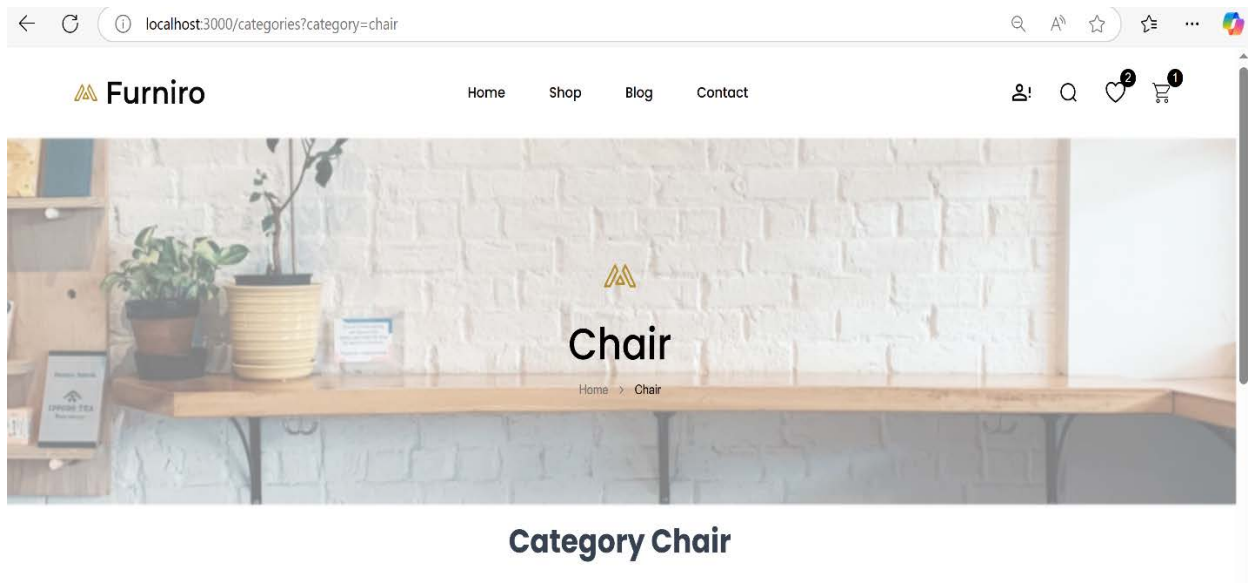 localhost:3000/categories?category=chair
Furniro
Home Shop Blog Contact
2 1
Chair
Home > Chair
Category Chair